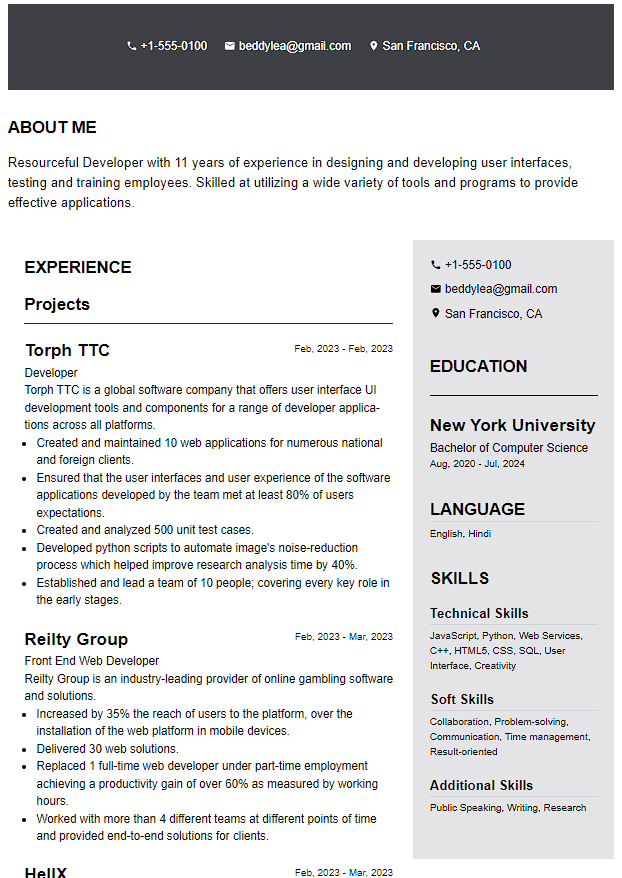 +1-555-0100 beddylea@gmail.com San Francisco, CA
ABOUT ME
Resourceful Developer with 11 years of experience in designing and developing user interfaces,
testing and training employees. Skilled at utilizing a wide variety of tools and programs to provide
effective applications.
EXPERIENCE
Projects
Torph TTC Feb, 2023 - Feb, 2023
Developer
Torph TTC is a global software company that offers user interface UI
development tools and components for a range of developer applica-
tions across all platforms.
• Created and maintained 10 web applications for numerous national
and foreign clients.
• Ensured that the user interfaces and user experience of the software
applications developed by the team met at least 80% of users
expectations.
• Created and analyzed 500 unit test cases.
• Developed python scripts to automate image's noise-reduction
process which helped improve research analysis time by 40%.
• Established and lead a team of 10 people; covering every key role in
the early stages.
Reilty Group Feb, 2023 - Mar, 2023
Front End Web Developer
Reilty Group is an industry-leading provider of online gambling software
and solutions.
• Increased by 35% the reach of users to the platform, over the
installation of the web platform in mobile devices.
• Delivered 30 web solutions.
• Replaced 1 full-time web developer under part-time employment
achieving a productivity gain of over 60% as measured by working
hours.
• Worked with more than 4 different teams at different points of time
and provided end-to-end solutions for clients.
HellX Feb, 2023 - Mar, 2023
+1-555-0100
beddylea@gmail.com
San Francisco, CA
EDUCATION
New York University
Bachelor of Computer Science
Aug, 2020 - Jul, 2024
LANGUAGE
English, Hindi
SKILLS
Technical Skills
JavaScript, Python, Web Services,
C++, HTML5, CSS, SQL, User
Interface, Creativity
Soft Skills
Collaboration, Problem-solving,
Communication, Time management,
Result-oriented
Additional Skills
Public Speaking, Writing, Research